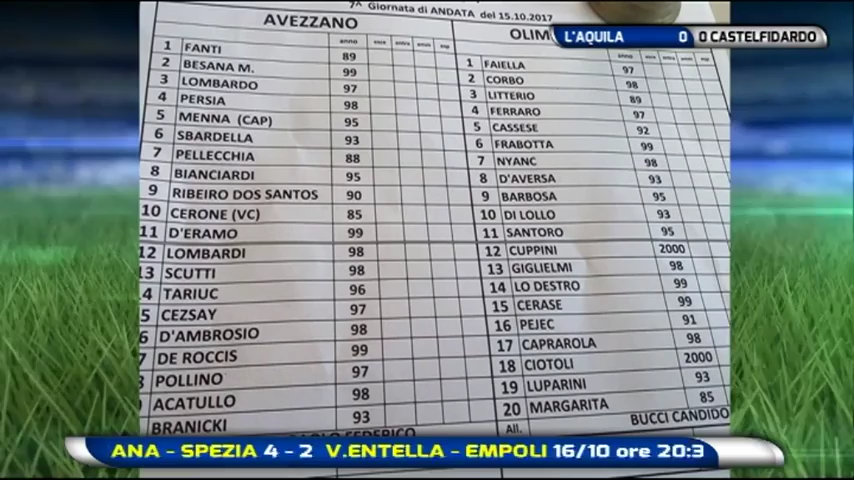 7^ Giornata di ANDATA del 15.10.2017
L'AQUILA 0 0 CASTELFIDARDO
AVEZZANO
anno
1 FANTI 89
2 BESANA M. 99
3 LOMBARDO 97
4 PERSIA 98
5 MENNA (CAP) 95
6 SBARDELLA 93
7 PELLECCHIA 88
8 BIANCIARDI 95
9 RIBEIRO DOS SANTOS 90
10 CERONE (VC) 85
11 D'ERAMO 99
12 LOMBARDI 98
13 SCUTTI 98
4 TARIUC 96
5 CEZSAY 97
6 D'AMBROSIO 98
7 DE ROCCIS 99
POLLINO 97
ACATULLO 98
BRANICKI 93
FEDERICO
OLIM
anno
1 FAIELLA 97
2 CORBO 98
3 LITTERIO 89
4 FERRARO 97
5 CASSESE 92
6 FRABOTTA 99
7 NYANC 98
8 D'AVERSA 93
9 BARBOSA 95
10 DI LOLLO 93
11 SANTORO 95
12 CUPPINI 2000
13 GIGLIELMI 98
14 LO DESTRO 99
15 CERASE 99
16 PEJEC 91
17 CAPRAROLA 98
18 CIOTOLI 2000
19 LUPARINI 93
20 MARGARITA 85
All. BUCCI CANDIDO
ANA - SPEZIA 4 - 2 V.ENTELLA - EMPOLI 16/10 ore 20:3